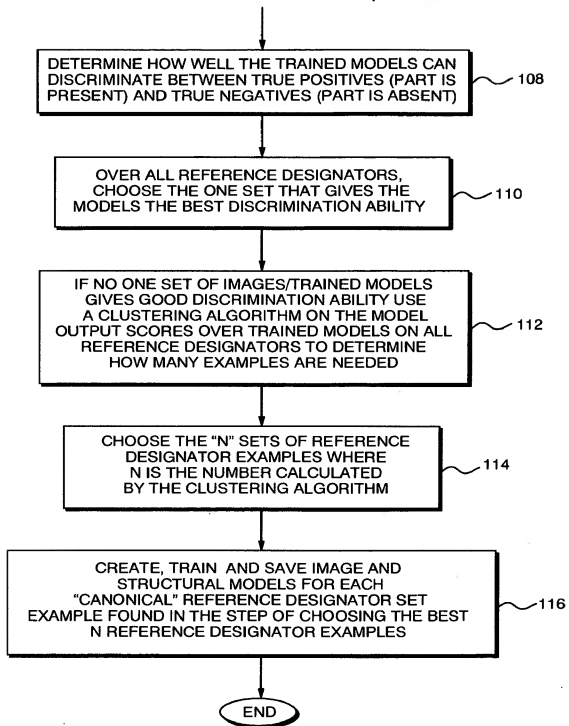 DETERMINE HOW WELL THE TRAINED MODELS CAN
DISCRIMINATE BETWEEN TRUE POSITIVES (PART IS
PRESENT) AND TRUE NEGATIVES (PART IS ABSENT)
108
OVER ALL REFERENCE DESIGNATORS,
CHOOSE THE ONE SET THAT GIVES THE
MODELS THE BEST DISCRIMINATION ABILITY
110
IF NO ONE SET OF IMAGES/TRAINED MODELS
GIVES GOOD DISCRIMINATION ABILITY USE
A CLUSTERING ALGORITHM ON THE MODEL
OUTPUT SCORES OVER TRAINED MODELS ON ALL
REFERENCE DESIGNATORS TO DETERMINE
HOW MANY EXAMPLES ARE NEEDED
112
CHOOSE THE “N” SETS OF REFERENCE
DESIGNATOR EXAMPLES WHERE
N IS THE NUMBER CALCULATED
BY THE CLUSTERING ALGORITHM
114
CREATE, TRAIN AND SAVE IMAGE AND
STRUCTURAL MODELS FOR EACH
“CANONICAL” REFERENCE DESIGNATOR SET
EXAMPLE FOUND IN THE STEP OF CHOOSING THE BEST
N REFERENCE DESIGNATOR EXAMPLES
116
END